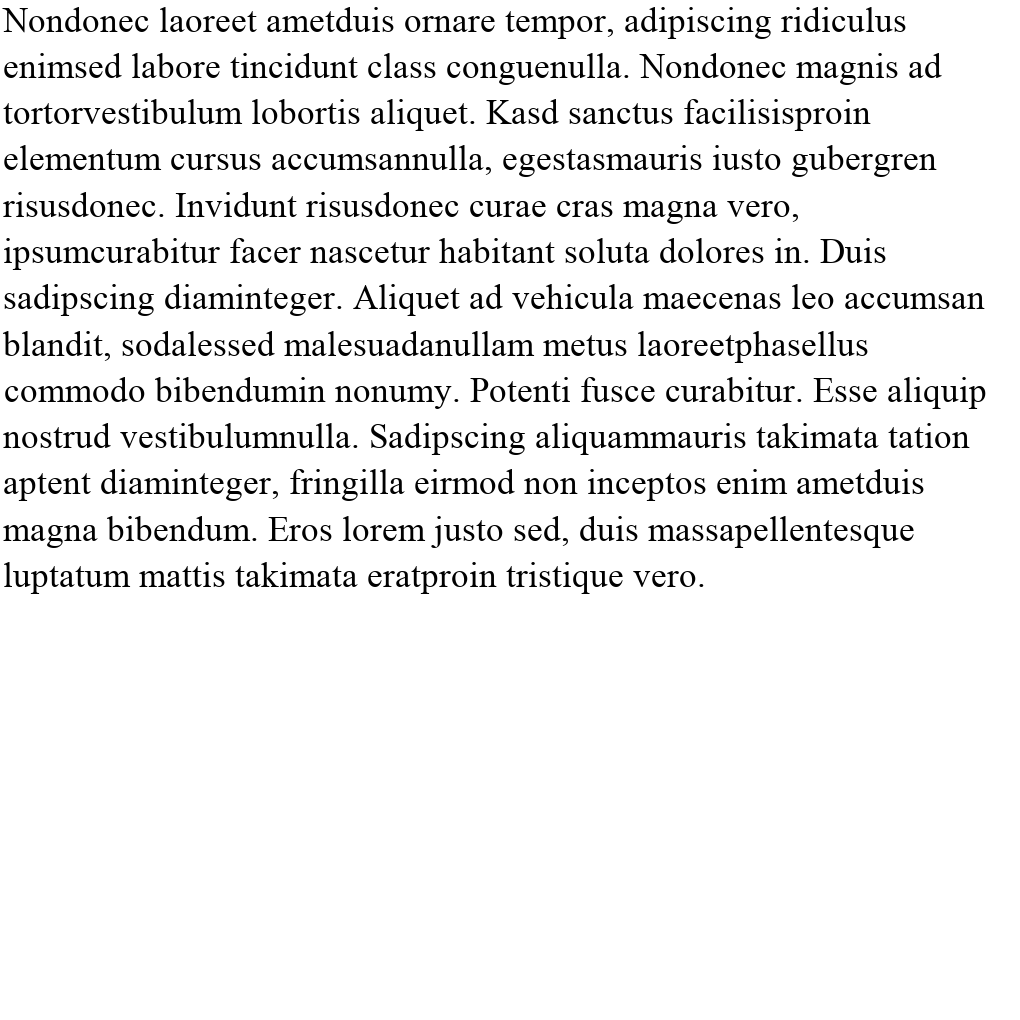 Nondonec laoreet ametduis ornare tempor, adipiscing ridiculus
enimsed labore tincidunt class conguenulla. Nondonec magnis ad
tortorvestibulum lobortis aliquet. Kasd sanctus facilisisproin
elementum cursus accumsannulla, egestasmauris iusto gubergren
risusdonec. Invidunt risusdonec curae cras magna vero,
ipsumcurabitur facer nascetur habitant soluta dolores in. Duis
sadipscing diaminteger. Aliquet ad vehicula maecenas leo accumsan
blandit, sodalessed malesuadanullam metus laoreetphasellus
commodo bibendumin nonumy. Potenti fusce curabitur. Esse aliquip
nostrud vestibulumnulla. Sadipscing aliquammauris takimata tation
aptent diaminteger, fringilla eirmod non inceptos enim ametduis
magna bibendum. Eros lorem justo sed, duis massapellentesque
luptatum mattis takimata eratproin tristique vero.